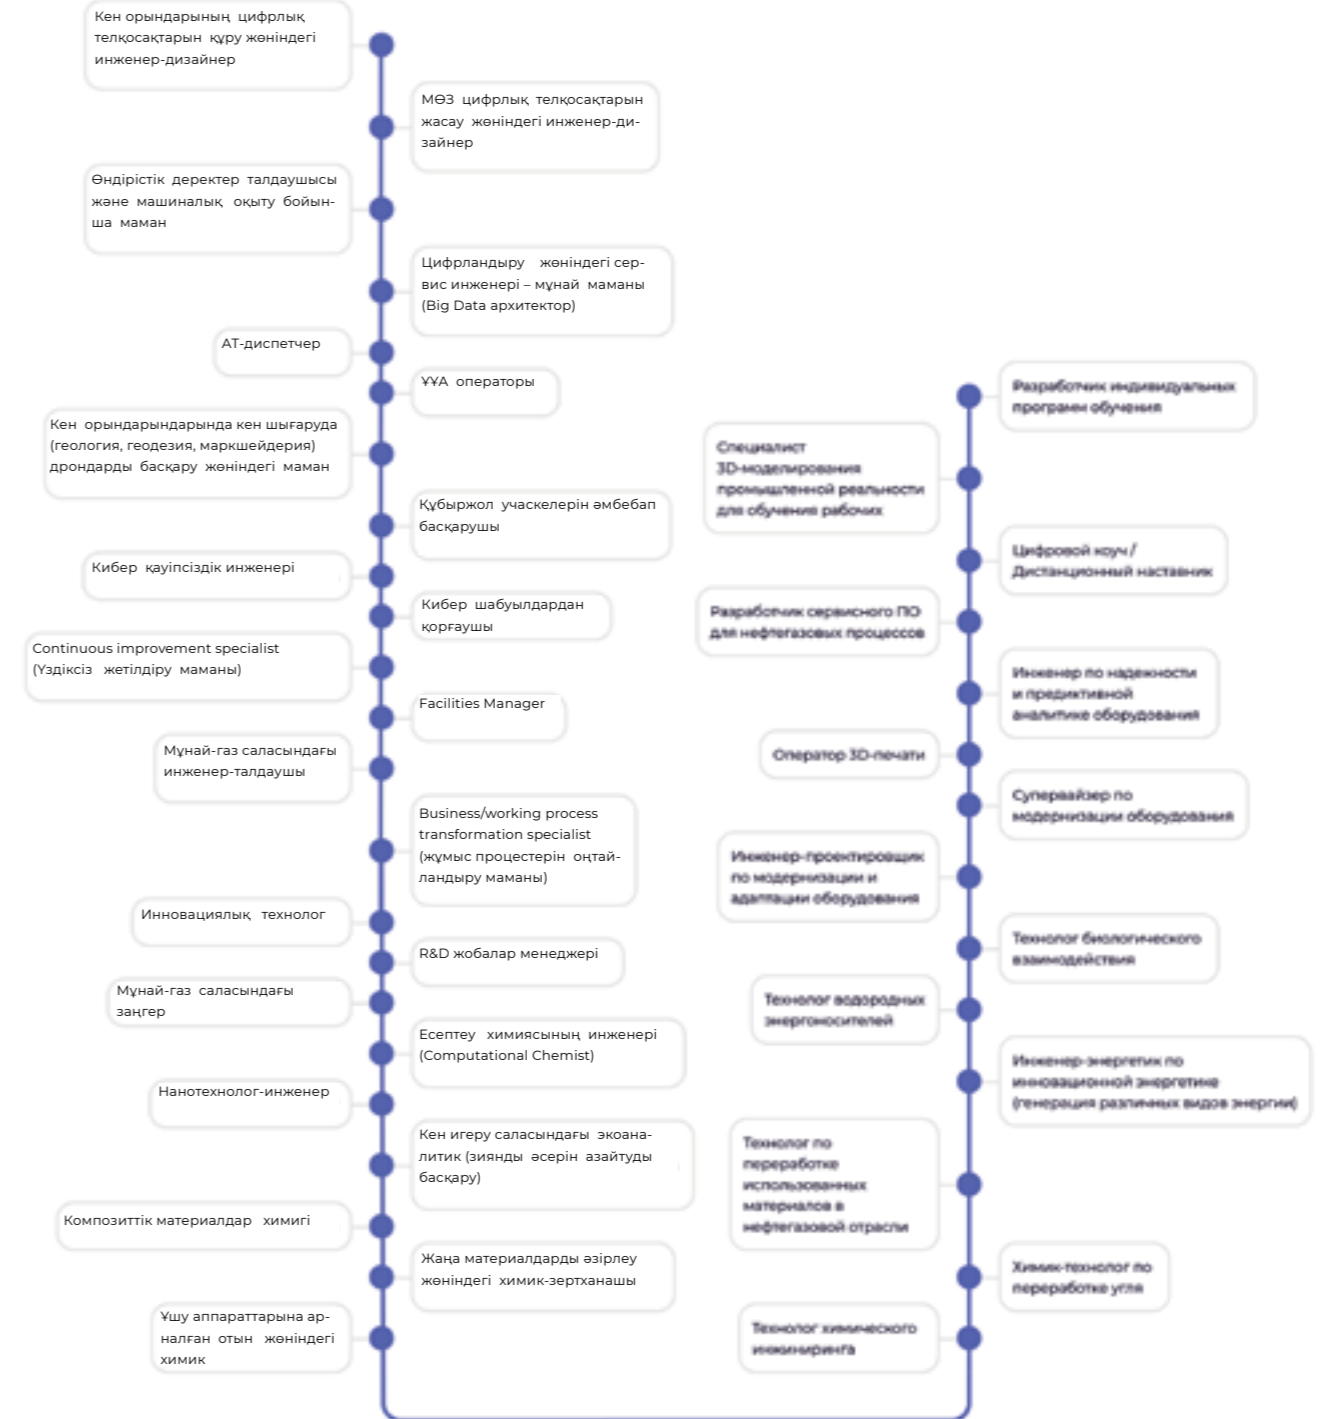 Кен орындарының цифрлық
телқосақтарын құру жөніндегі
инженер-дизайнер
МӨЗ цифрлық телқосақтарын
жасау жөніндегі инженер-ди-
зайнер
Өндірістік деректер талдаушысы
және машиналық оқыту бойын-
ша маман
Цифрландыру жөніндегі сер-
вис инженері – мұнай маманы
(Big Data архитектор)
АТ-диспетчер
ҰҰА операторы
Кен орындарындарында кен шығаруда
(геология, геодезия, маркшейдерия)
дрондарды басқару жөніндегі маман
Құбыржол учаскелерін әмбебап
басқарушы
Кибер қауіпсіздік инженері
Кибер шабуылдардан
қорғаушы
Continuous improvement specialist
(Үздіксіз жетілдіру маманы)
Facilities Manager
Мұнай-газ саласындағы
инженер-талдаушы
Business/working process
transformation specialist
(жұмыс процестерін оңтай-
ландыру маманы)
Инновациялық технолог
R&D жобалар менеджері
Мұнай-газ саласындағы
заңгер
Есептеу химиясының инженері
(Computational Chemist)
Нанотехнолог-инженер
Кен игеру саласындағы экоана-
литик (зиянды әсерін азайтуды
басқару)
Композиттік материалдар химигі
Жаңа материалдарды әзірлеу
жөніндегі химик-зертханашы
Ұшу аппараттарына ар-
налған отын жөніндегі
химик
Разработчик индивидуальных
программ обучения
Специалист
3D-моделирования
промышленной реальности
для обучения рабочих
Цифровой коуч /
Дистанционный наставник
Разработчик сервисного ПО
для нефтегазовых процессов
Инженер по надежности
и предиктивной
аналитике оборудования
Оператор 3D-печати
Супервайзер по
модернизации оборудования
Инженер-проектировщик
по модернизации и
адаптации оборудования
Технолог биологического
взаимодействия
Технолог водородных
энергоносителей
Инженер-энергетик по
инновационной энергетике
(генерация различных видов энергии)
Технолог по
переработке
использованных
материалов в
нефтегазовой отрасли
Химик-технолог по
переработке угля
Технолог химического
инжиниринга